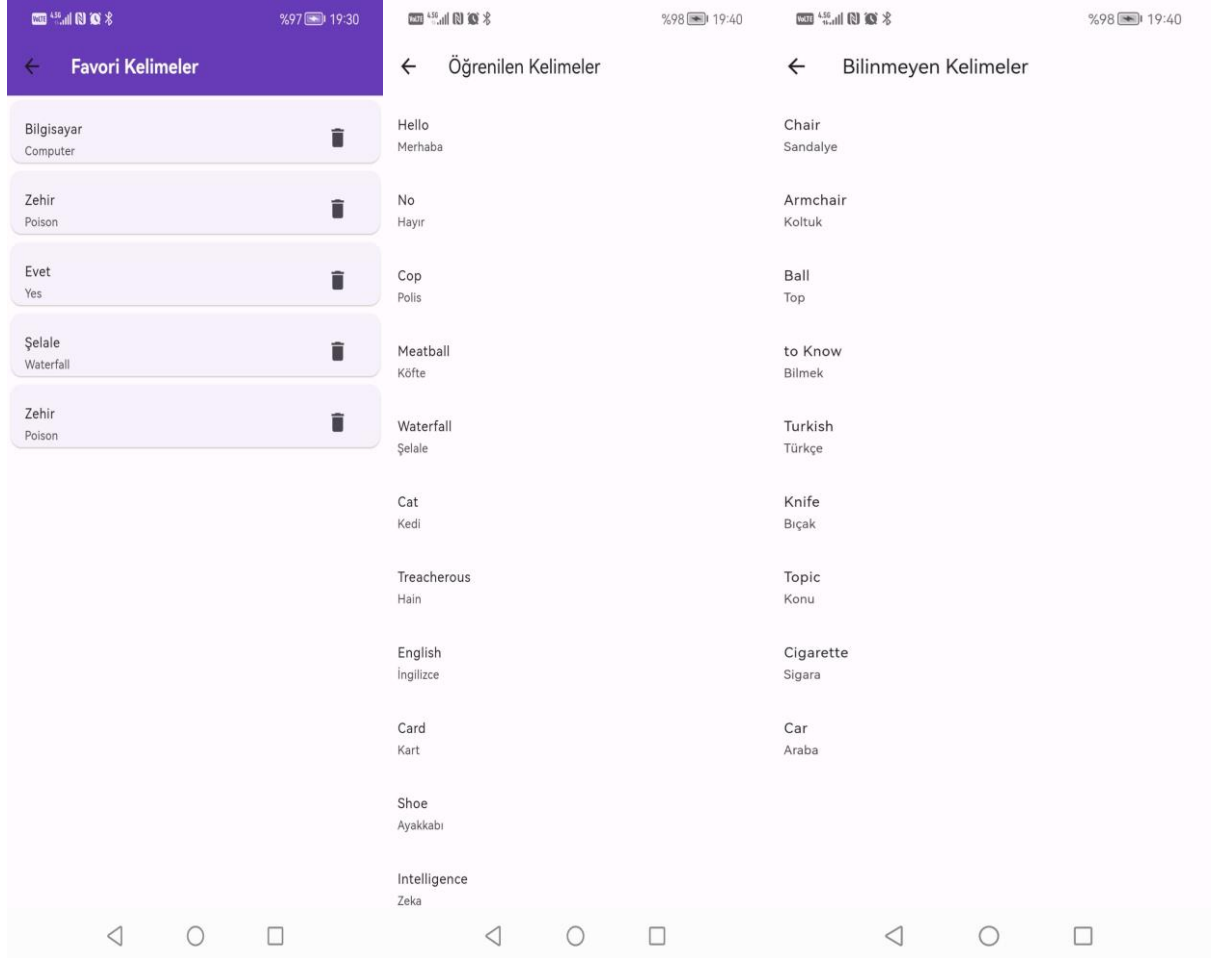 %97 19:30
Favori Kelimeler
Bilgisayar
Computer
Zehir
Poison
Evet
Yes
Şelale
Waterfall
Zehir
Poison
%98 19:40
Öğrenilen Kelimeler
Hello
Merhaba
No
Hayır
Cop
Polis
Meatball
Köfte
Waterfall
Şelale
Cat
Kedi
Treacherous
Hain
English
İngilizce
Card
Kart
Shoe
Ayakkabı
Intelligence
Zeka
%98 19:40
Bilinmeyen Kelimeler
Chair
Sandalye
Armchair
Koltuk
Ball
Top
to Know
Bilmek
Turkish
Türkçe
Knife
Bıçak
Topic
Konu
Cigarette
Sigara
Car
Araba